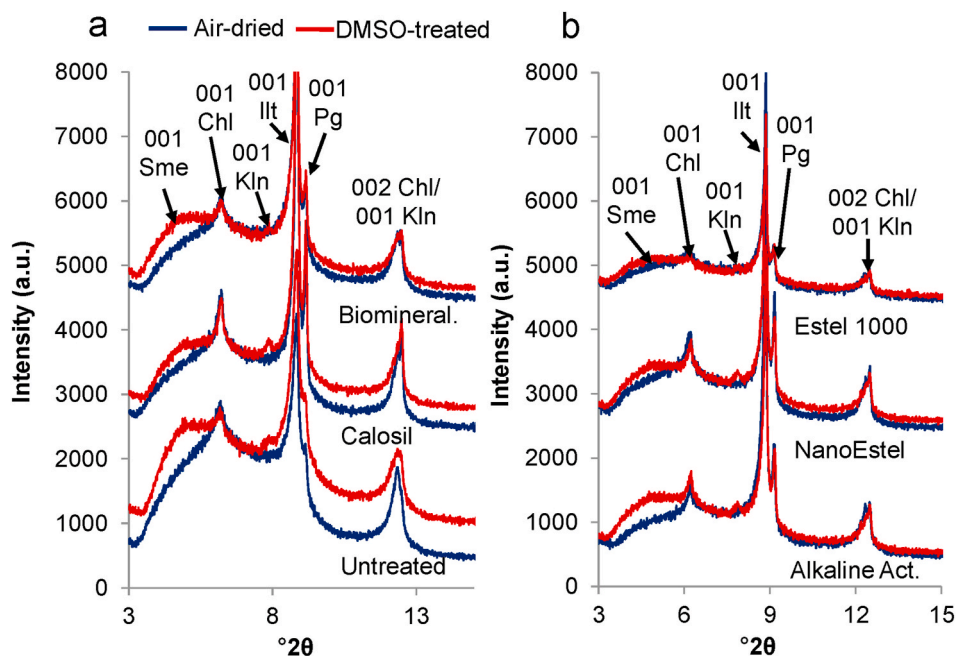 a
Air-dried
DMSO-treated
8000
7000
6000
5000
4000
3000
2000
1000
0
Intensity (a.u.)
001
Sme
001
Chl
001
Kln
001
Ilt
001
Pg
002 Chl/
001 Kln
Biomineral.
Calosil
Untreated
3
8
13
°2θ
b
8000
7000
6000
5000
4000
3000
2000
1000
0
Intensity (a.u.)
001
Sme
001
Chl
001
Kln
001
Ilt
001
Pg
002 Chl/
001 Kln
Estel 1000
NanoEstel
Alkaline Act.
3
6
9
12
15
°2θ